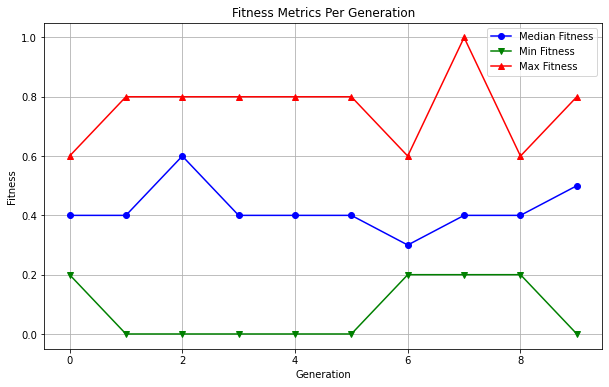 Fitness Metrics Per Generation
Median Fitness
Min Fitness
Max Fitness
Fitness
1.0
0.8
0.6
0.4
0.2
0.0
0 2 4 6 8
Generation